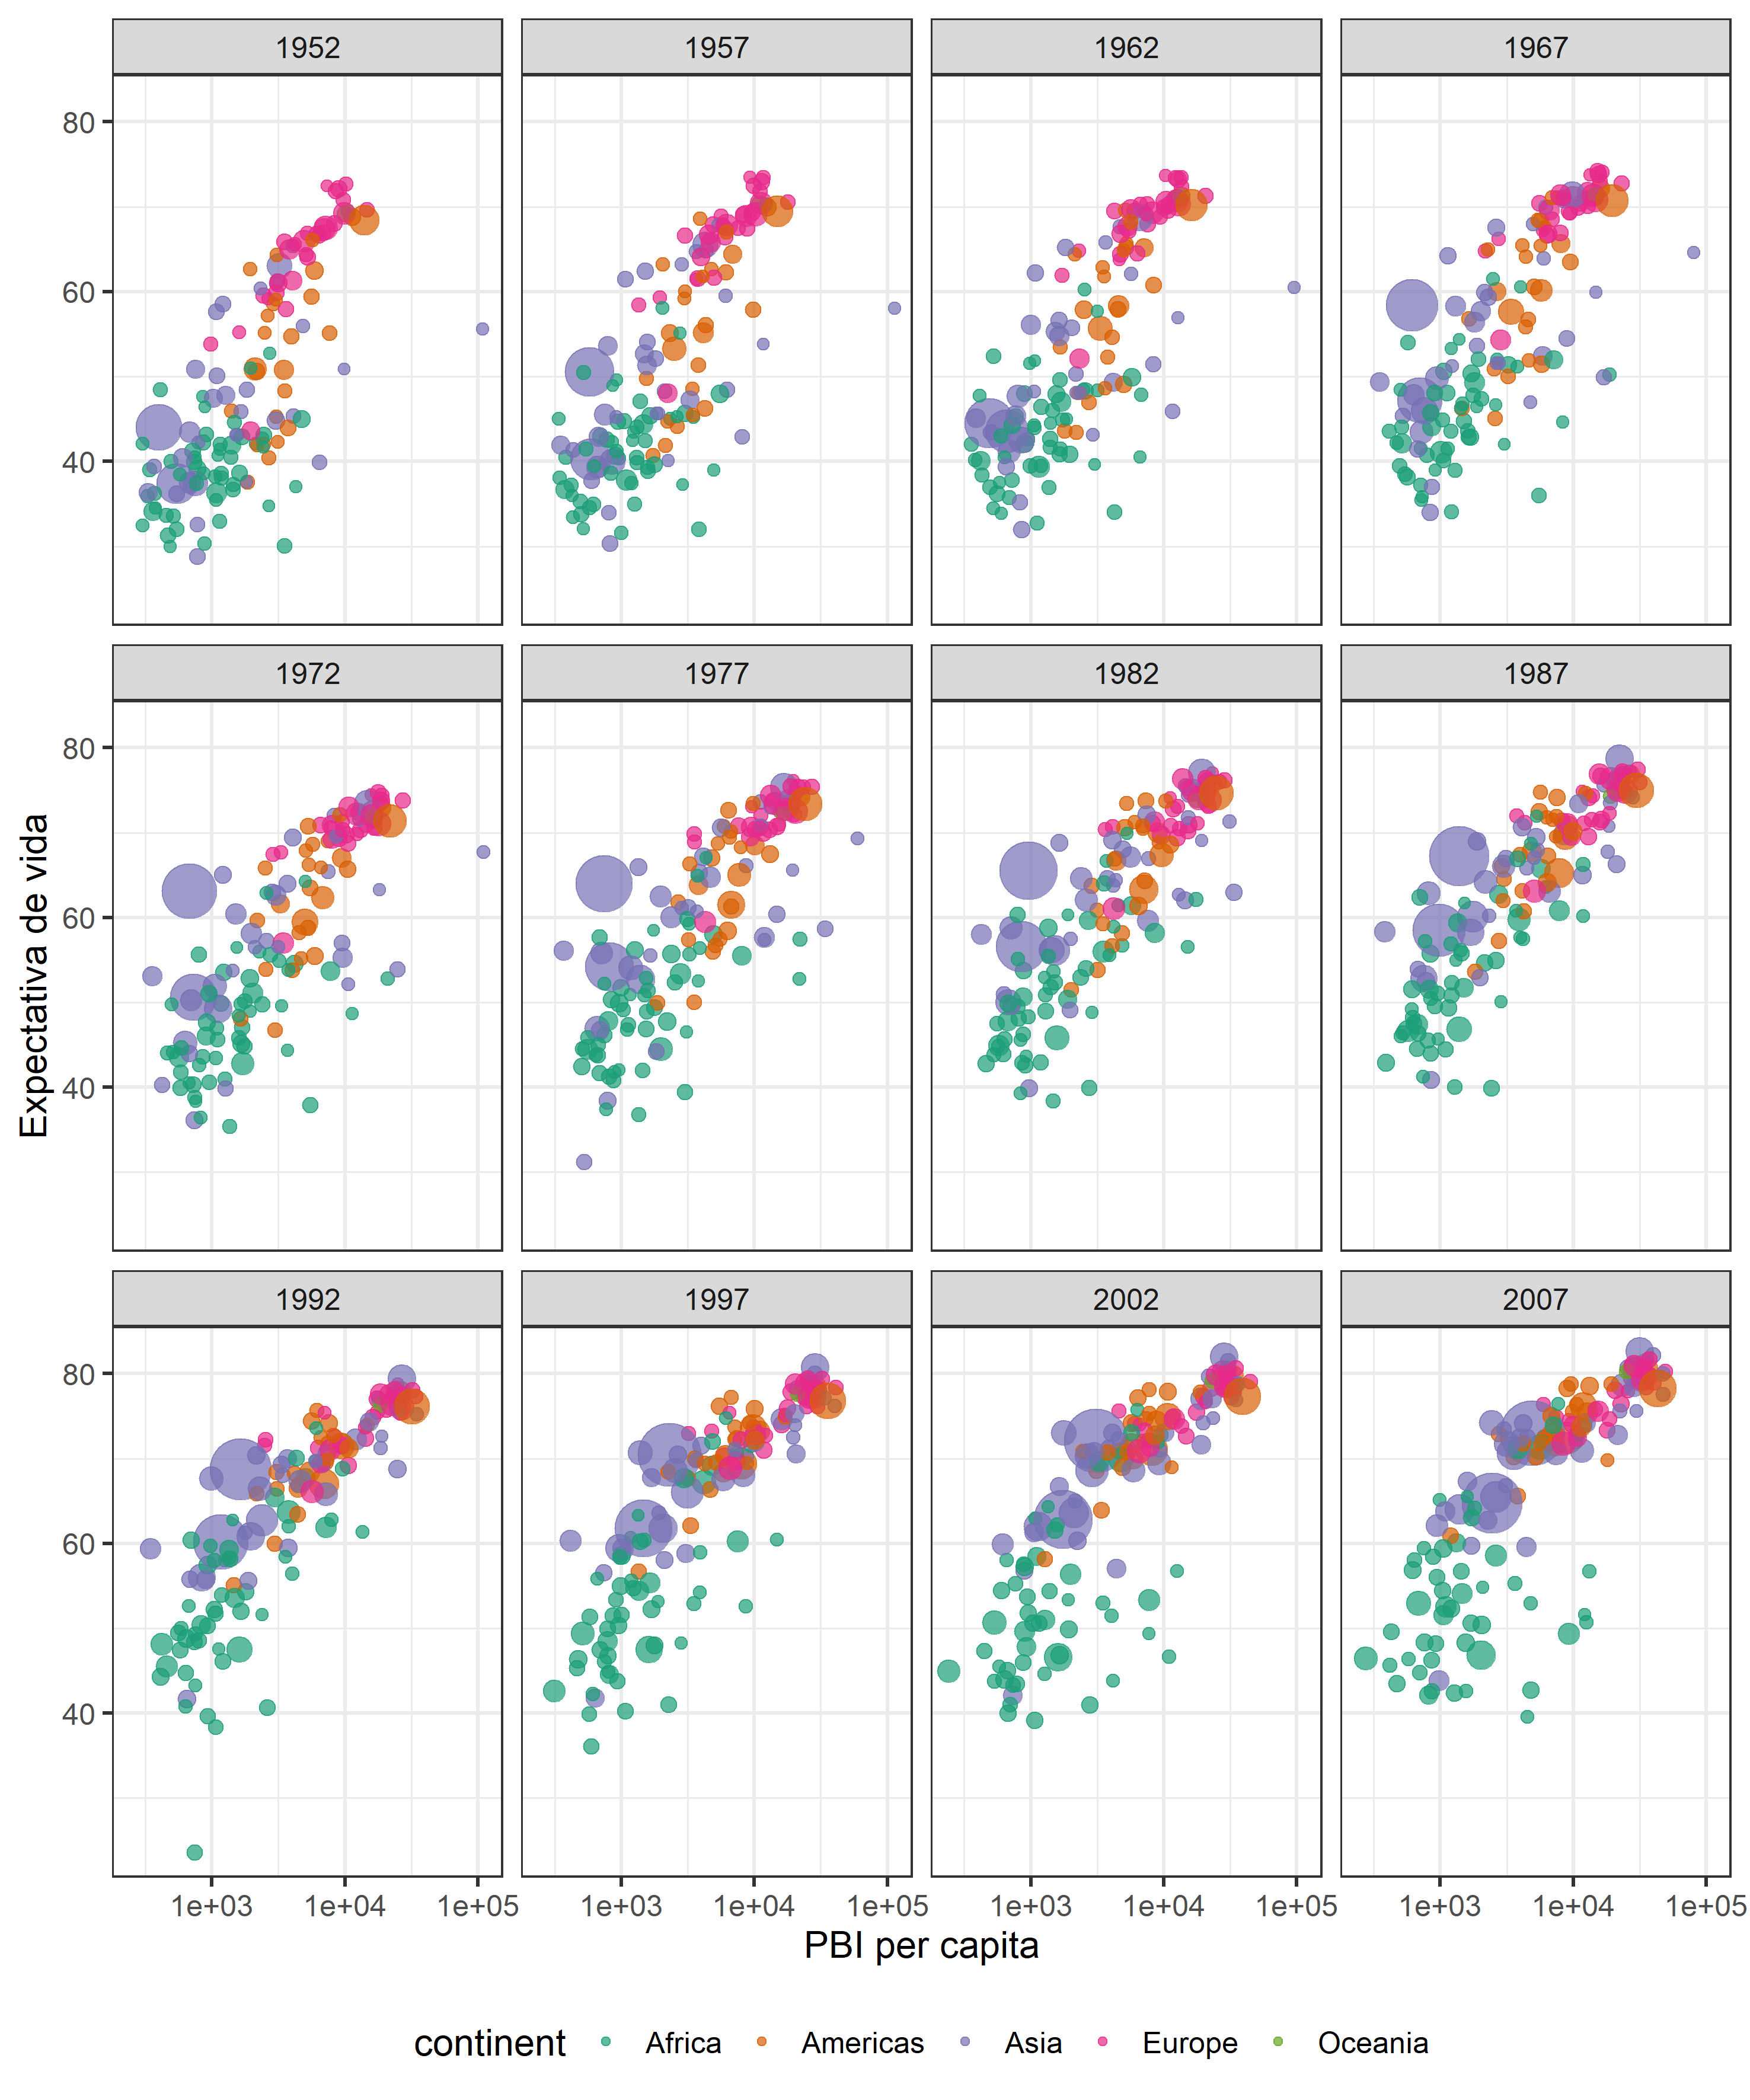 1952 1957 1962 1967
80
60
40
1972 1977 1982 1987
80
60
40
1992 1997 2002 2007
80
60
40
Expectativa de vida
1e+03 1e+04 1e+05 1e+03 1e+04 1e+05 1e+03 1e+04 1e+05 1e+03 1e+04 1e+05
PBI per capita
continent Africa Americas Asia Europe Oceania